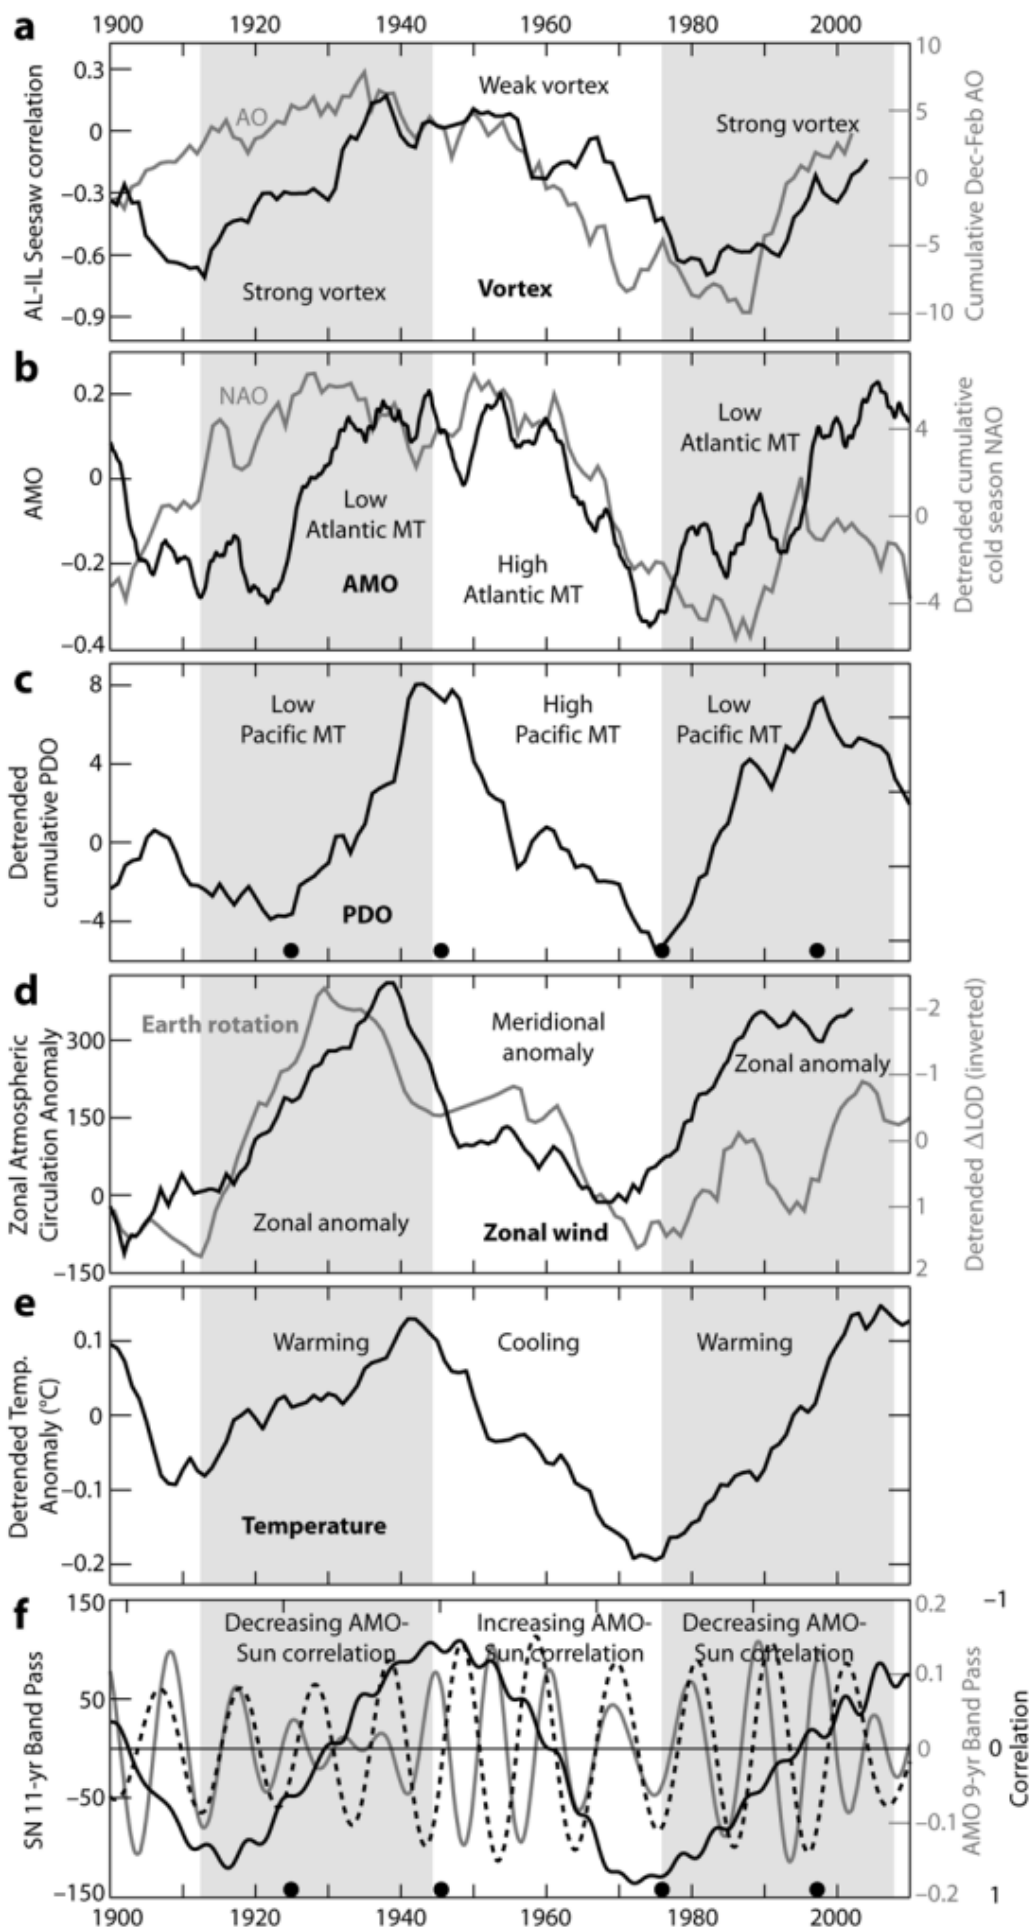 a
1900 1920 1940 1960 1980 2000
AL-IL Seesaw correlation
0.3
0
−0.3
−0.6
−0.9
AO
Weak vortex
Strong vortex
Strong vortex
Vortex
10
5
0
−5
−10
Cumulative Dec-Feb AO
b
AMO
0.2
0
−0.2
−0.4
NAO
Low
Atlantic MT
Low
Atlantic MT
AMO
High
Atlantic MT
4
0
−4
Detrended cumulative
cold season NAO
c
Detrended
cumulative PDO
8
4
0
−4
Low
Pacific MT
High
Pacific MT
Low
Pacific MT
PDO
d
Zonal Atmospheric
Circulation Anomaly
300
150
0
−150
Earth rotation
Meridional
anomaly
Zonal anomaly
Zonal anomaly
Zonal wind
−2
−1
0
1
2
Detrended ΔLOD (inverted)
e
Detrended Temp.
Anomaly (°C)
0.1
0
−0.1
−0.2
Warming
Cooling
Warming
Temperature
f
SN 11-yr Band Pass
150
50
−50
−150
Decreasing AMO-
Sun correlation
Increasing AMO-
Sun correlation
Decreasing AMO-
Sun correlation
0.2
0.1
0
−0.1
−0.2
AMO 9-yr Band Pass
−1
0
1
Correlation
1900 1920 1940 1960 1980 2000